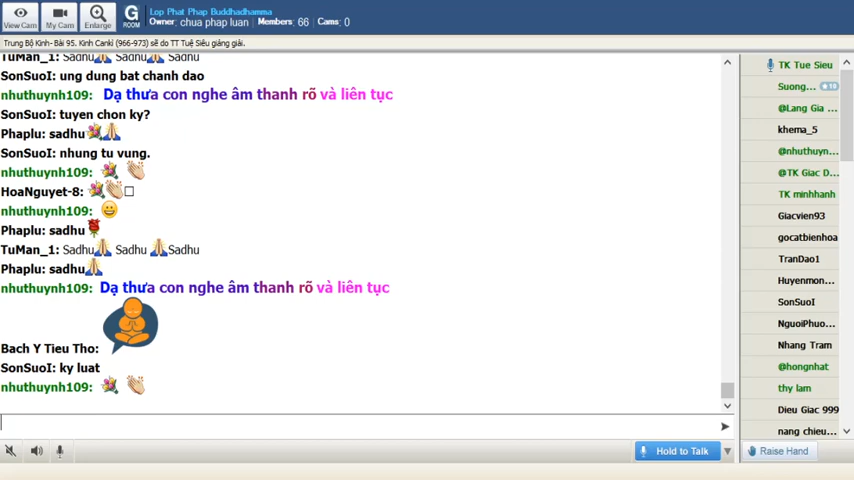 View Cam
My Cam
Enlarge
G
ROOM
Lop Phat Phap Buddhadhamma
Owner: chua phap luan Members: 66 Cams: 0
Trung Bộ Kinh- Bài 95. Kinh Canki (966-973) sẽ do TT Tuệ Siêu giảng giải.
TuMan_1: Sadhu Sadhu Sadhu
SonSuoI: ung dung bat chanh dao
nhuthuynh109: Dạ thưa con nghe âm thanh rõ và liên tục
SonSuoI: tuyen chon ky?
Phaplu: sadhu
SonSuoI: nhung tu vung.
nhuthuynh109:
HoaNguyet-8:
nhuthuynh109:
Phaplu: sadhu
TuMan_1: Sadhu Sadhu Sadhu
Phaplu: sadhu
nhuthuynh109: Dạ thưa con nghe âm thanh rõ và liên tục
Bach Y Tieu Tho:
SonSuoI: ky luat
nhuthuynh109:
Hold to Talk
TK Tue Sieu
Suong... 10
@Lang Gia ...
khema_5
@nhuthuyn...
@TK Giac D...
TK minhhanh
Giacvien93
gocatbienhoa
TranDao1
Huyenmon...
SonSuoI
NguoiPhuo...
Nhang Tram
@hongnhat
thy lam
Dieu Giac 999
nang chieu...
Raise Hand